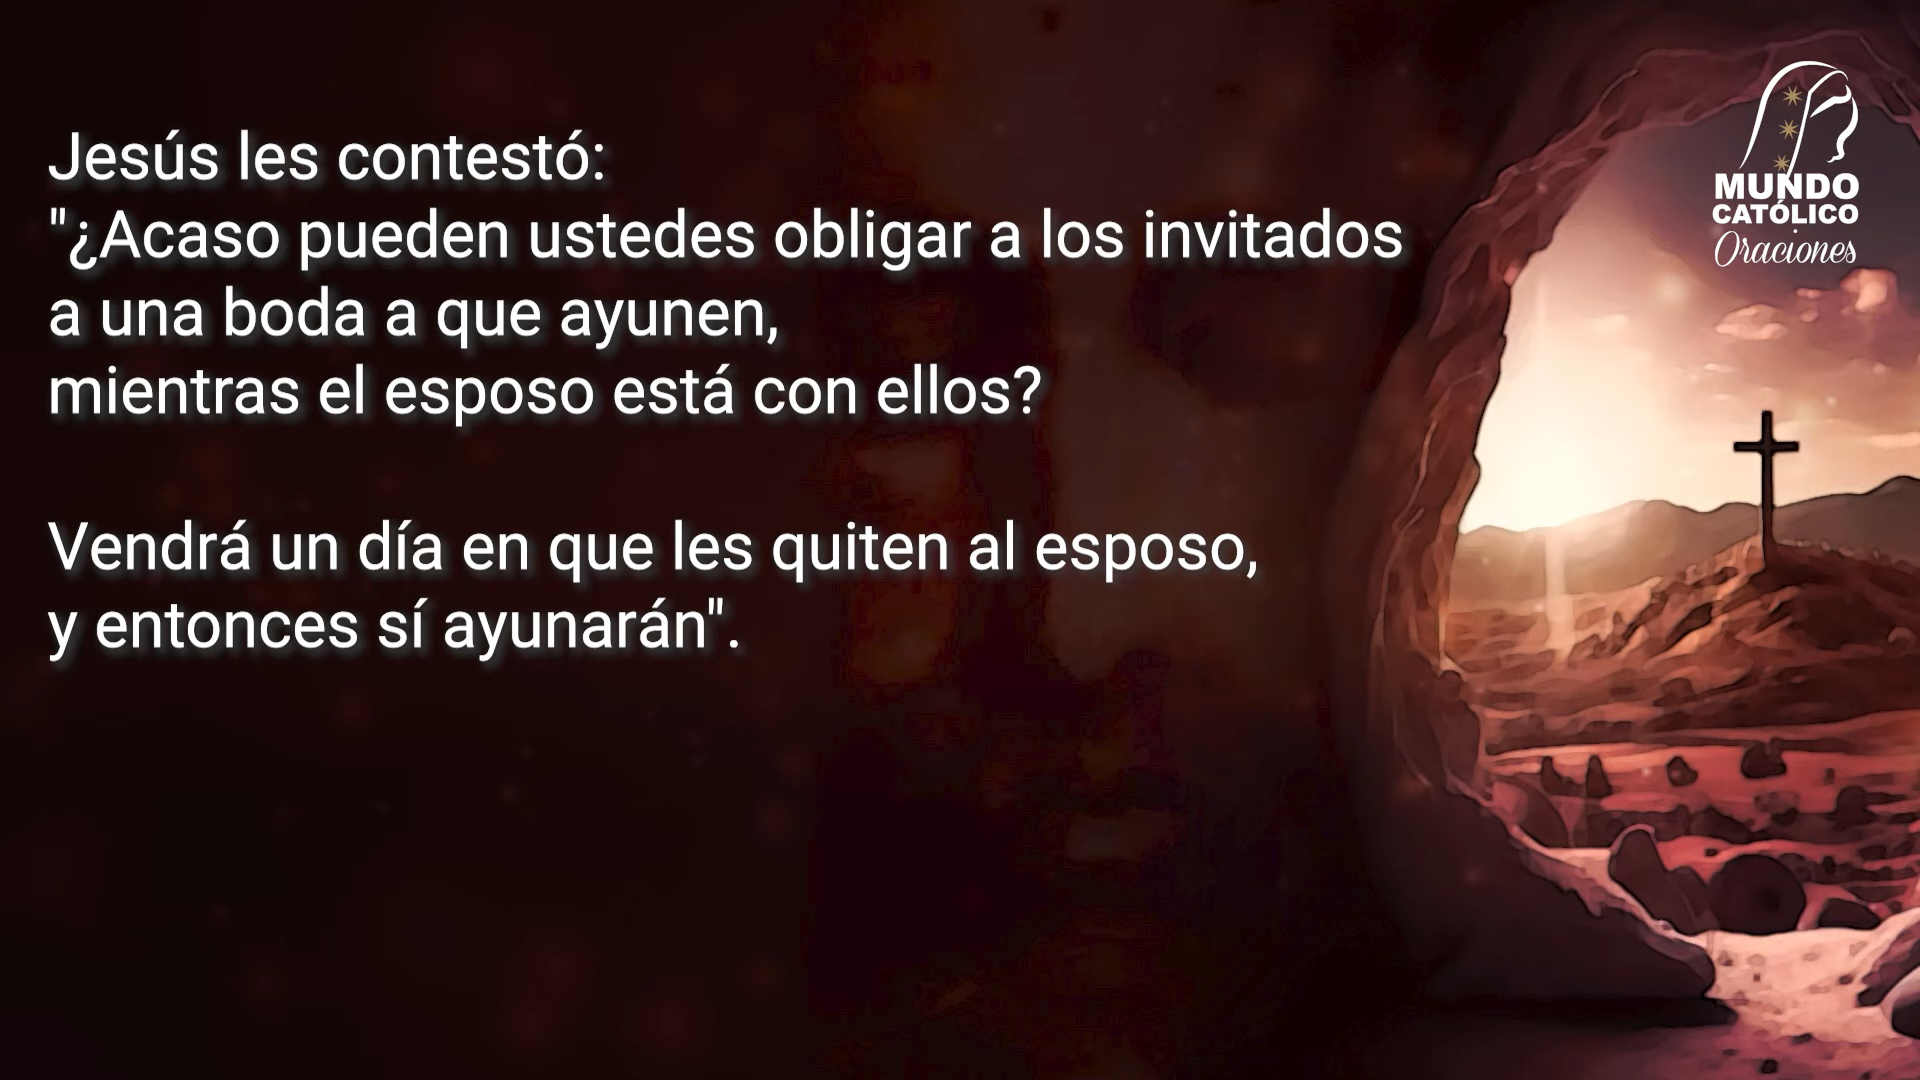 Jesús les contestó:
"¿Acaso pueden ustedes obligar a los invitados
a una boda a que ayunen,
mientras el esposo está con ellos?
Vendrá un día en que les quiten al esposo,
y entonces sí ayunarán".
MUNDO
CATÓLICO
Oraciones